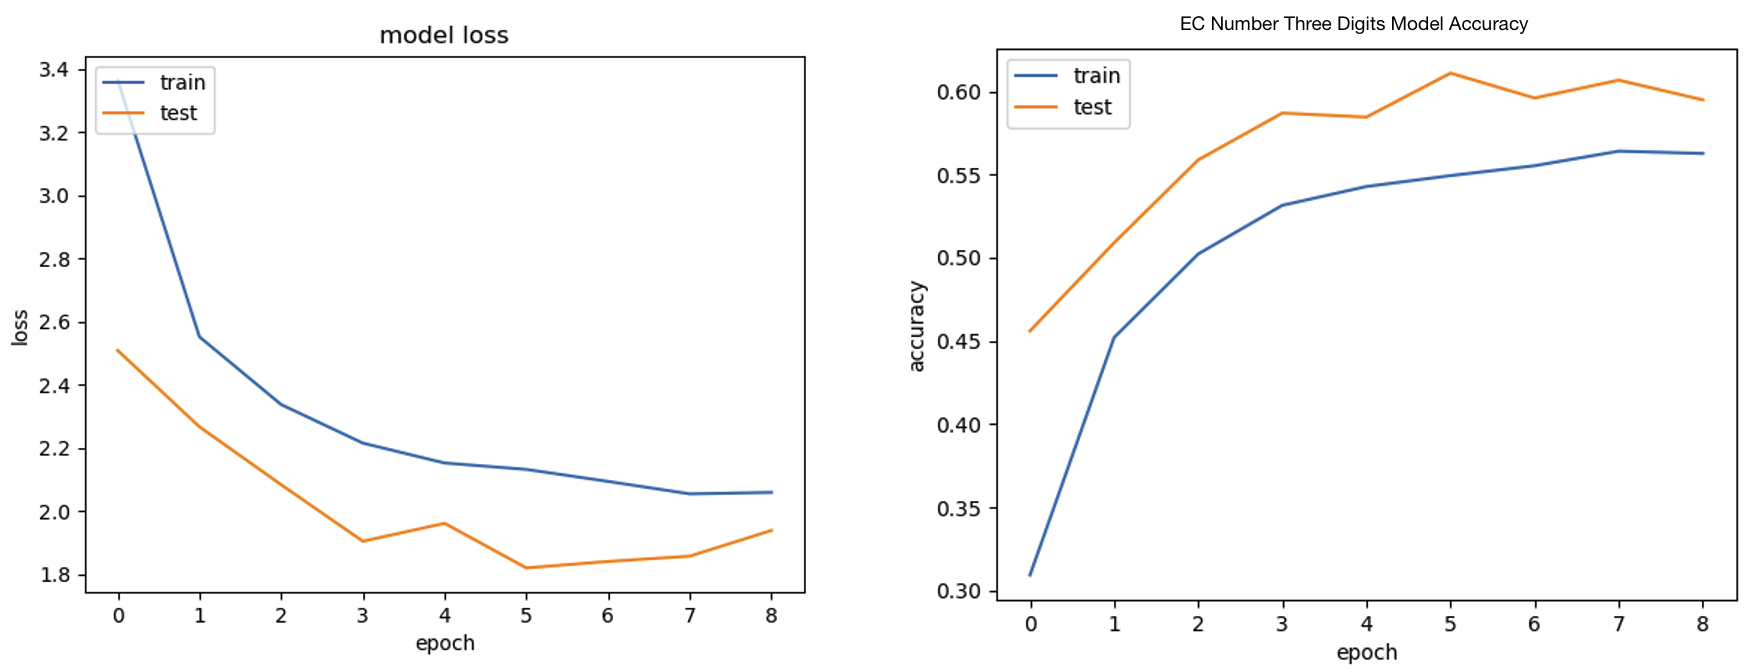 model loss
train
test
3.4
3.2
3.0
2.8
2.6
2.4
2.2
2.0
1.8
loss
0 1 2 3 4 5 6 7 8
epoch
EC Number Three Digits Model Accuracy
train
test
0.60
0.55
0.50
0.45
0.40
0.35
0.30
accuracy
0 1 2 3 4 5 6 7 8
epoch